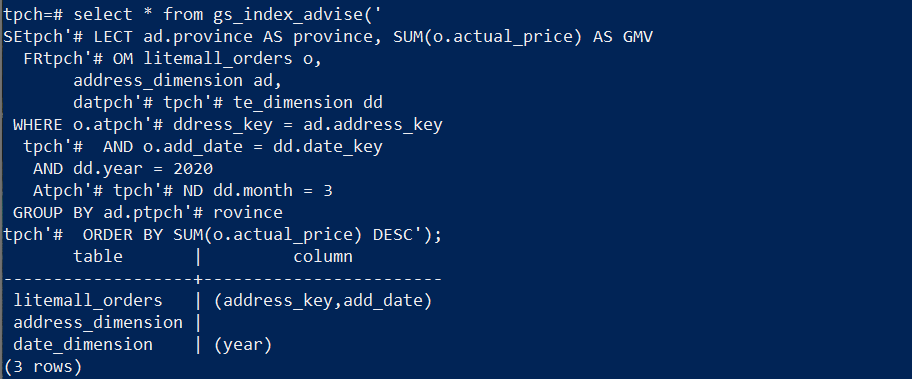 tpch=# select * from gs_index_advise('
SEtpch'# LECT ad.province AS province, SUM(o.actual_price) AS GMV
  FRtpch'# OM litemall_orders o,
       address_dimension ad,
       datpch'# tpch'# te_dimension dd
 WHERE o.atpch'# ddress_key = ad.address_key
  tpch'#  AND o.add_date = dd.date_key
   AND dd.year = 2020
   Atpch'# tpch'# ND dd.month = 3
 GROUP BY ad.ptpch'# rovince
tpch'#  ORDER BY SUM(o.actual_price) DESC');
       table       |         column
-------------------+------------------------
 litemall_orders   | (address_key,add_date)
 address_dimension |
 date_dimension    | (year)
(3 rows)